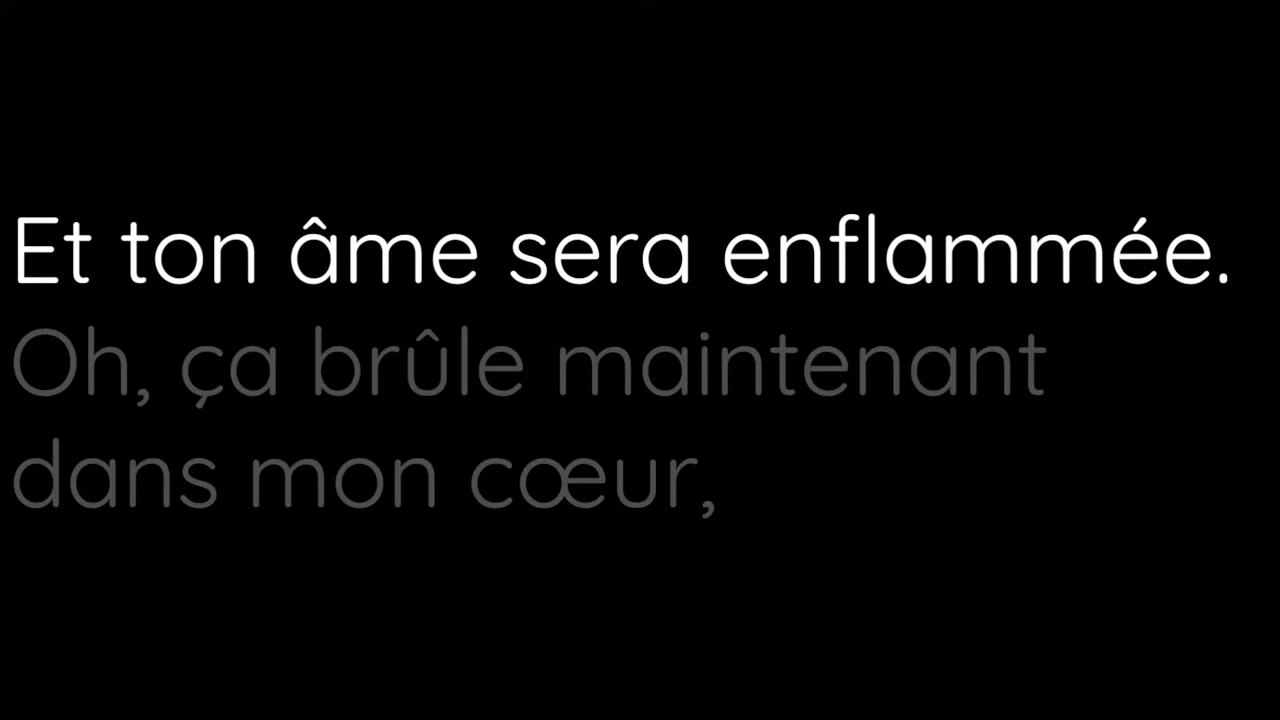 Et ton âme sera enflammée.
Oh, ça brûle maintenant
dans mon cœur,